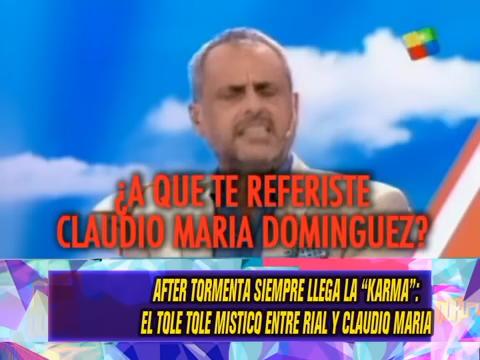 ¿A QUE TE REFERISTE
CLAUDIO MARIA DOMINGUEZ?
AFTER TORMENTA SIEMPRE LLEGA LA “KARMA”:
EL TOLE TOLE MISTICO ENTRE RIAL Y CLAUDIO MARIA